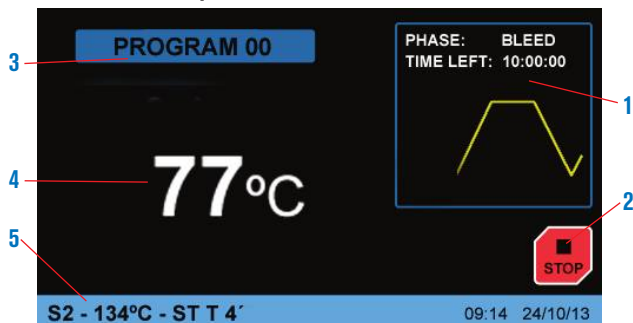 PROGRAM 00
PHASE: BLEED
TIME LEFT: 10:00:00
3
1
77ºC
4
2
5
STOP
S2 - 134ºC - ST T 4´
09:14 24/10/13